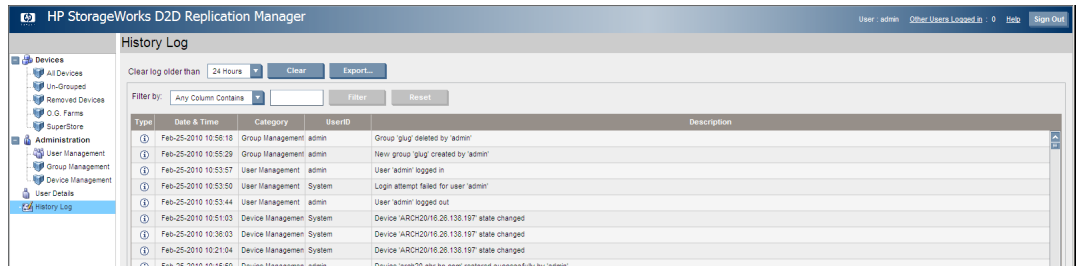 HP StorageWorks D2D Replication Manager
User : admin Other Users Logged in : 0 Help Sign Out
History Log
Devices
All Devices
Un-Grouped
Removed Devices
O.G. Farms
SuperStore
Administration
User Management
Group Management
Device Management
User Details
History Log
Clear log older than 24 Hours Clear Export...
Filter by: Any Column Contains Filter Reset
Type Date & Time Category UserID Description
Feb-25-2010 10:56:18 Group Management admin Group 'glug' deleted by 'admin'
Feb-25-2010 10:55:29 Group Management admin New group 'glug' created by 'admin'
Feb-25-2010 10:53:57 User Management admin User 'admin' logged in
Feb-25-2010 10:53:50 User Management System Login attempt failed for user 'admin'
Feb-25-2010 10:53:44 User Management admin User 'admin' logged out
Feb-25-2010 10:51:03 Device Managemen System Device 'ARCH20/16.26.138.197' state changed
Feb-25-2010 10:36:03 Device Managemen System Device 'ARCH20/16.26.138.197' state changed
Feb-25-2010 10:21:04 Device Managemen System Device 'ARCH20/16.26.138.197' state changed